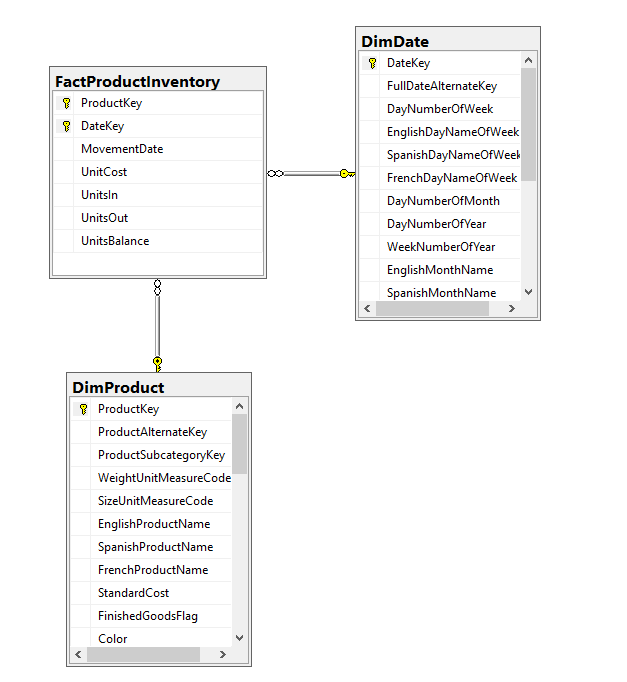 FactProductInventory
ProductKey
DateKey
MovementDate
UnitCost
UnitsIn
UnitsOut
UnitsBalance
DimDate
DateKey
FullDateAlternateKey
DayNumberOfWeek
EnglishDayNameOfWeek
SpanishDayNameOfWeek
FrenchDayNameOfWeek
DayNumberOfMonth
DayNumberOfYear
WeekNumberOfYear
EnglishMonthName
SpanishMonthName
DimProduct
ProductKey
ProductAlternateKey
ProductSubcategoryKey
WeightUnitMeasureCode
SizeUnitMeasureCode
EnglishProductName
SpanishProductName
FrenchProductName
StandardCost
FinishedGoodsFlag
Color